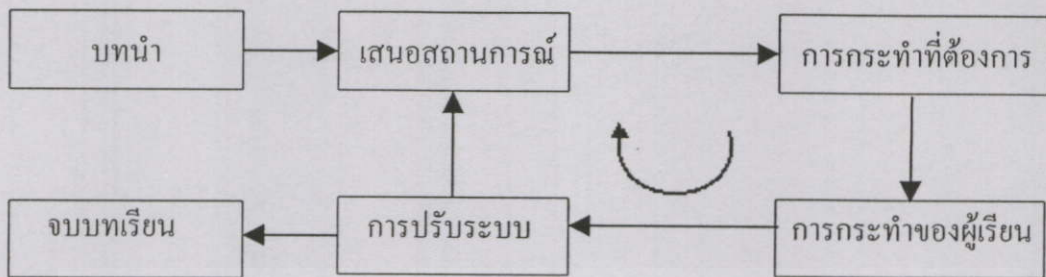 บทนำ
เสนอสถานการณ์
การกระทำที่ต้องการ
จบบทเรียน
การปรับระบบ
การกระทำของผู้เรียน